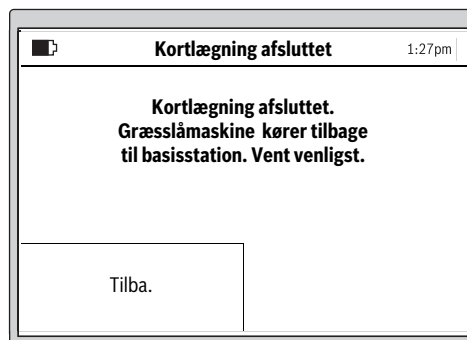 Kortlægning afsluttet
1:27pm
Kortlægning afsluttet.
Græsslåmaskine kører tilbage
til basisstation. Vent venligst.
Tilba.